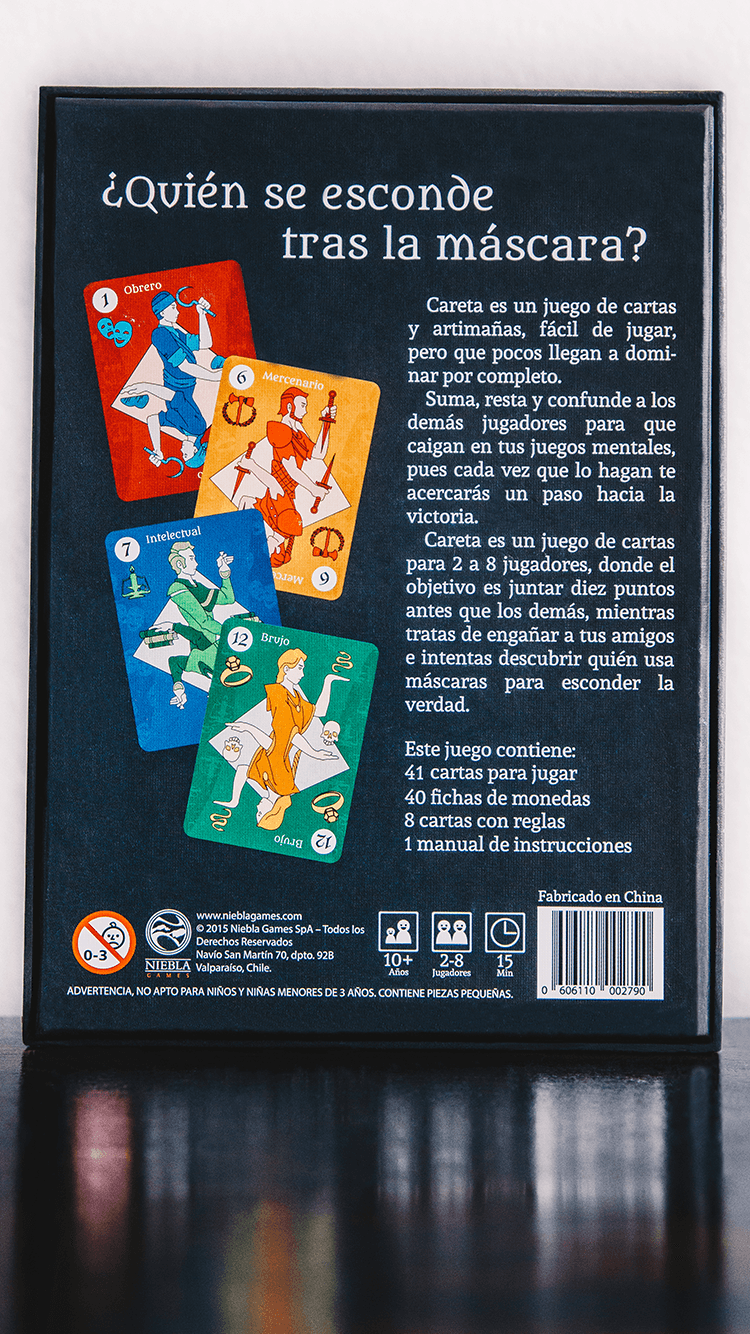 ¿Quién se esconde
tras la máscara?
1 Obrero
6 Mercenario
6
7 Intelectual
12 Brujo
Brujo 12
Careta es un juego de cartas
y artimañas, fácil de jugar,
pero que pocos llegan a domi-
nar por completo.
Suma, resta y confunde a los
demás jugadores para que
caigan en tus juegos mentales,
pues cada vez que lo hagan te
acercarás un paso hacia la
victoria.
Careta es un juego de cartas
para 2 a 8 jugadores, donde el
objetivo es juntar diez puntos
antes que los demás, mientras
tratas de engañar a tus amigos
e intentas descubrir quién usa
máscaras para esconder la
verdad.
Este juego contiene:
41 cartas para jugar
40 fichas de monedas
8 cartas con reglas
1 manual de instrucciones
Fabricado en China
0-3
NIEBLA
GAMES
www.nieblagames.com
© 2015 Niebla Games SpA – Todos los
Derechos Reservados
Navío San Martín 70, dpto. 92B
Valparaíso, Chile.
10+
Años
2-8
Jugadores
15
Min
0 606110 002790
ADVERTENCIA, NO APTO PARA NIÑOS Y NIÑAS MENORES DE 3 AÑOS. CONTIENE PIEZAS PEQUEÑAS.